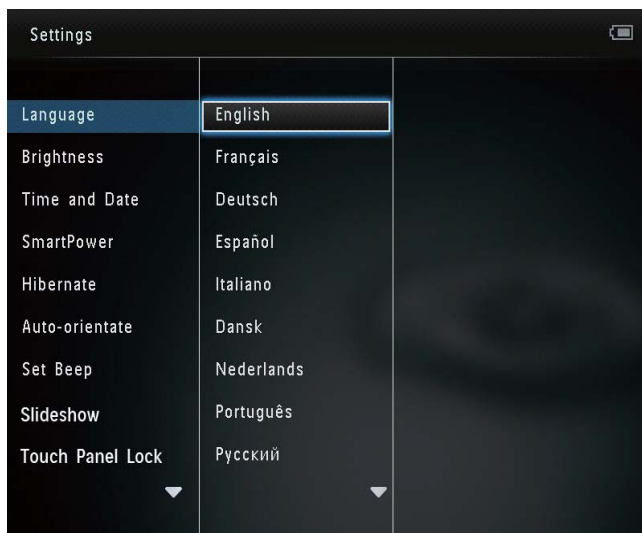 Settings
Language
Brightness
Time and Date
SmartPower
Hibernate
Auto-orientate
Set Beep
Slideshow
Touch Panel Lock
English
Français
Deutsch
Español
Italiano
Dansk
Nederlands
Português
Русский